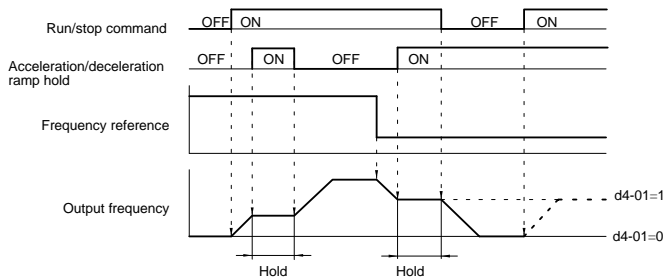 Run/stop command
OFF ON OFF ON
Acceleration/deceleration
ramp hold
OFF ON OFF ON
Frequency reference
Output frequency
d4-01=1
d4-01=0
Hold Hold